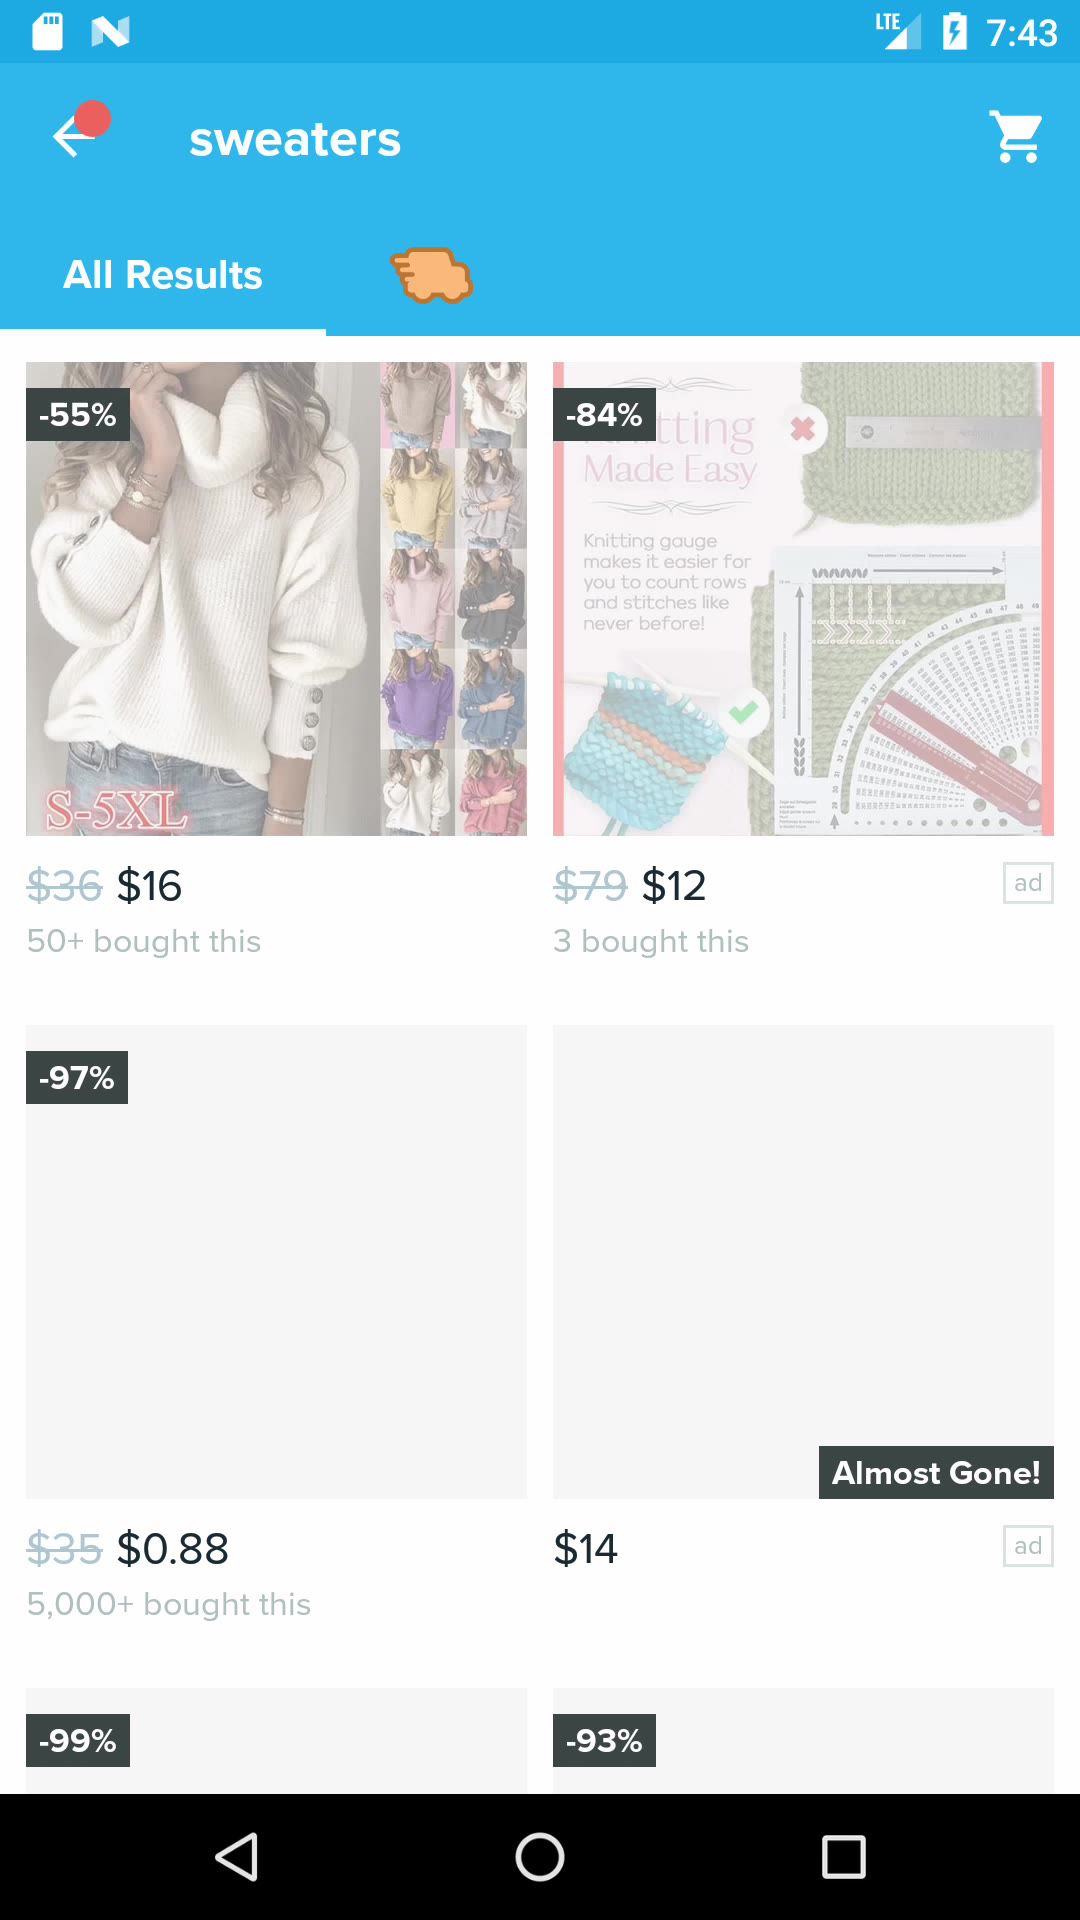 LTE 7:43
sweaters
All Results
-55%
S-5XL
-84%
Knitting
Made Easy
Knitting gauge
makes it easier for
you to count rows
and stitches like
never before!
$36 $16
50+ bought this
$79 $12
ad
3 bought this
-97%
Almost Gone!
$35 $0.88
5,000+ bought this
$14
ad
-99%
-93%